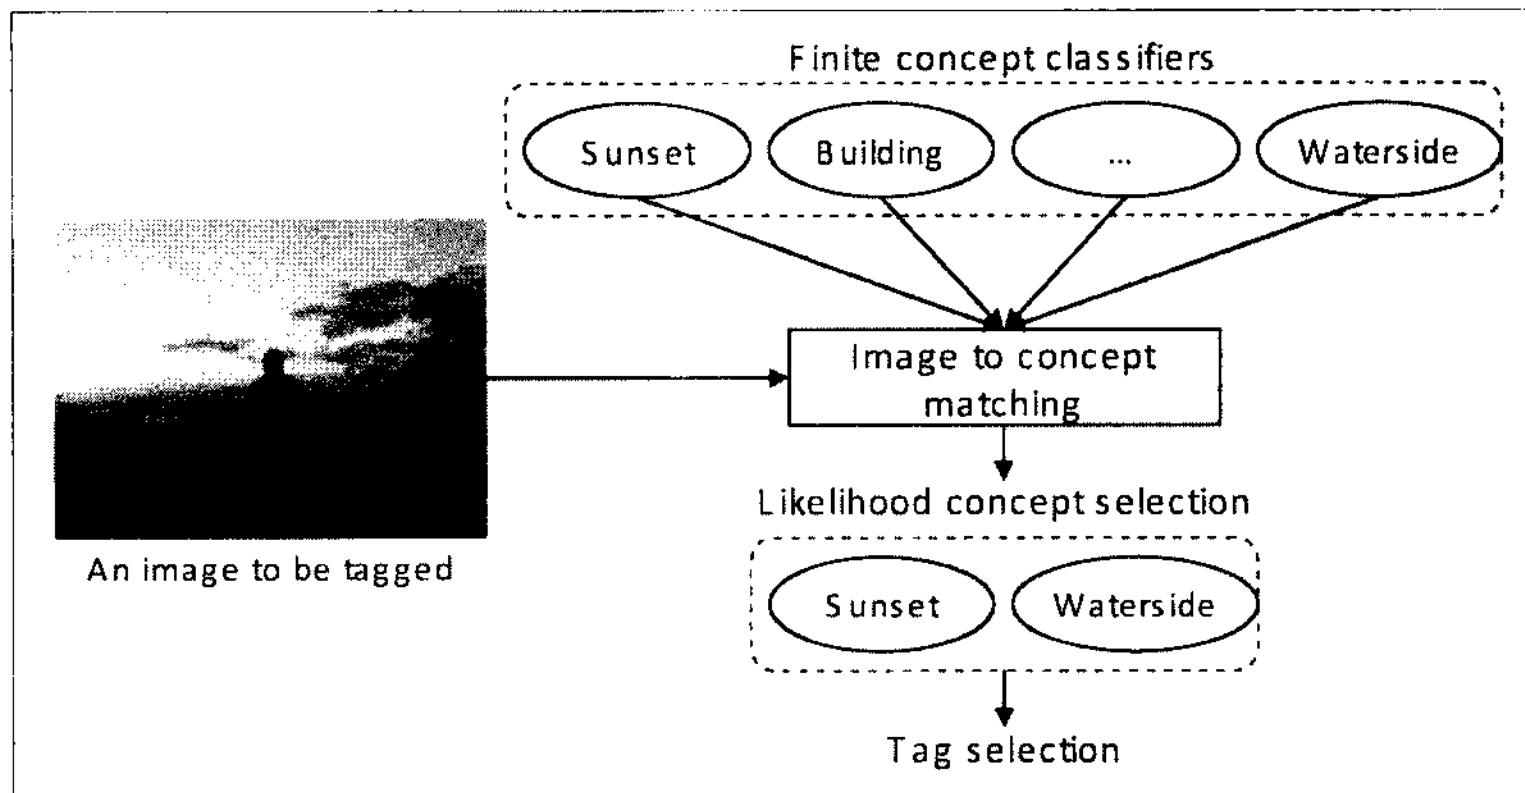 Finite concept classifiers
Sunset
Building
...
Waterside
Image to concept
matching
An image to be tagged
Likelihood concept selection
Sunset
Waterside
Tag selection